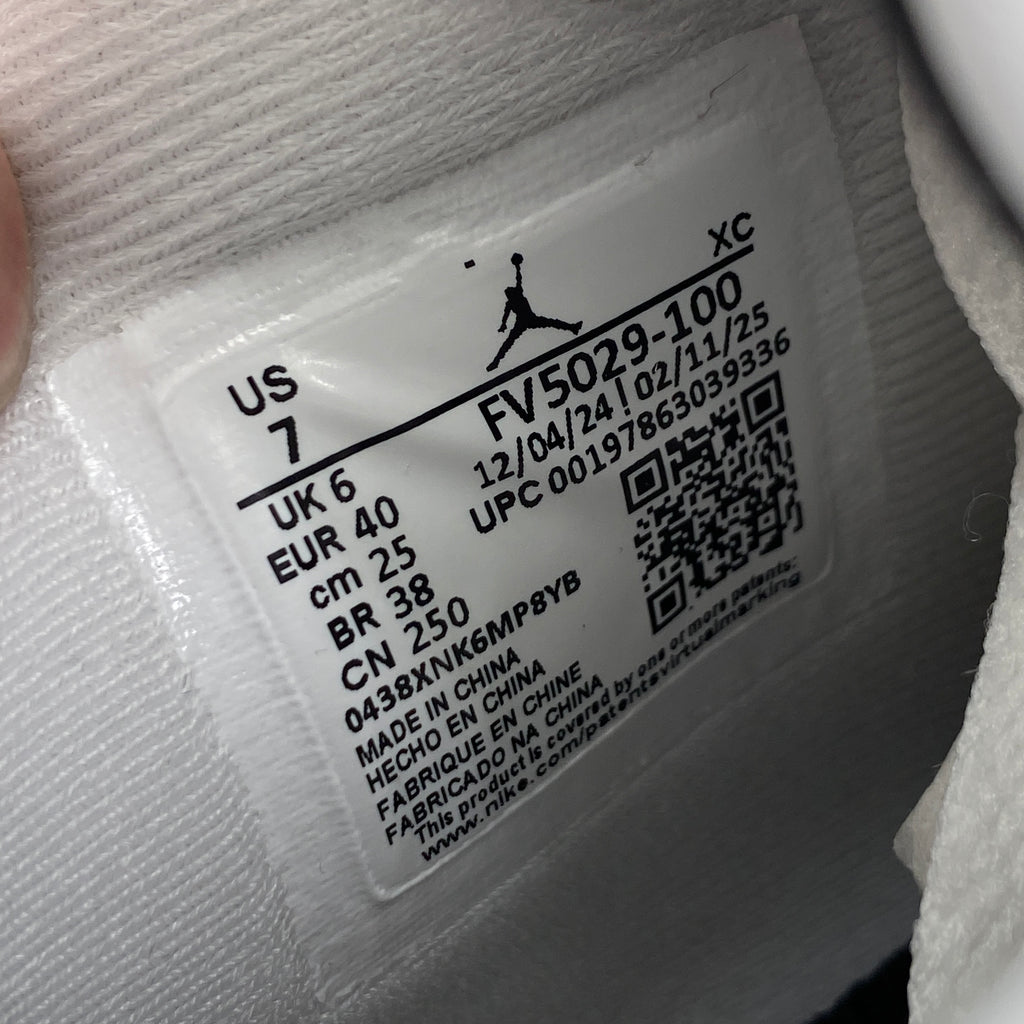 XC
US
7
FV5029-100
12/04/24!02/11/25
UPC 00197863039336
UK 6
EUR 40
cm 25
BR 38
CN 250
0438XNK6MP8YB
MADE IN CHINA
HECHO EN CHINA
FABRIQUE EN CHINE
FABRICADO NA CHINA
This product is covered by one or more patents:
www.nike.com/patentsvirtualmarking